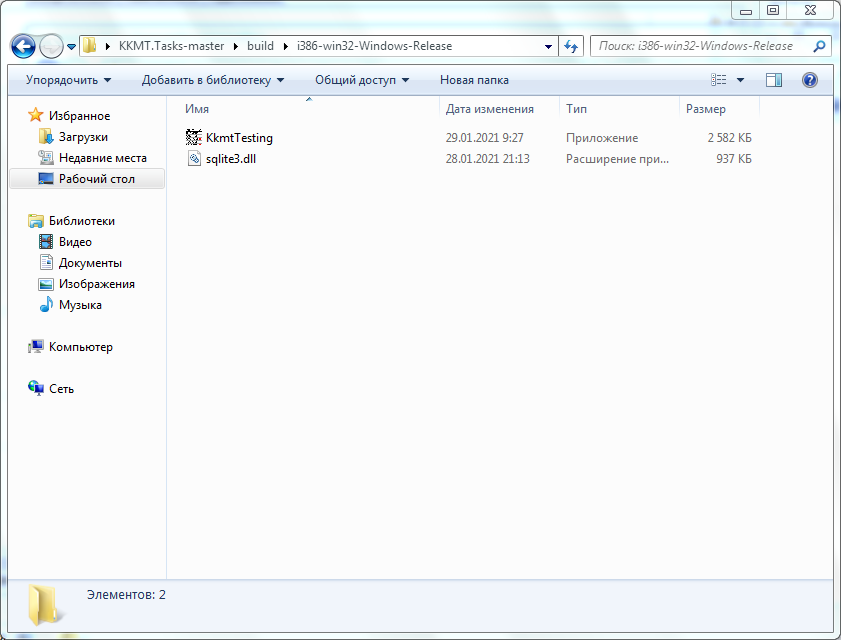 KKMT.Tasks-master build i386-win32-Windows-Release Поиск: i386-win32-Windows-Release
Упорядочить Добавить в библиотеку Общий доступ Новая папка
Имя Дата изменения Тип Размер
KkmtTesting 29.01.2021 9:27 Приложение 2 582 КБ
sqlite3.dll 28.01.2021 21:13 Расширение при... 937 КБ
Избранное
Загрузки
Недавние места
Рабочий стол
Библиотеки
Видео
Документы
Изображения
Музыка
Компьютер
Сеть
Элементов: 2